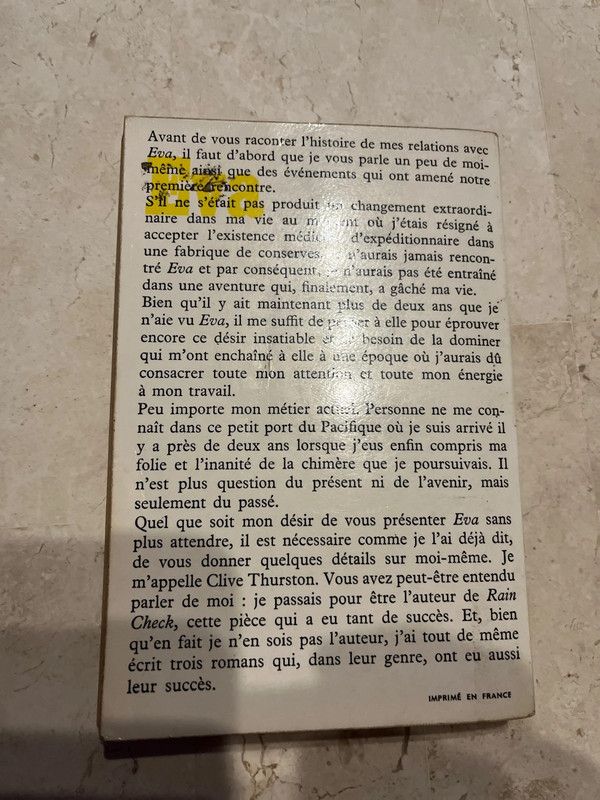 Avant de vous raconter l'histoire de mes relations avec
Eva, il faut d'abord que je vous parle un peu de moi-
même ainsi que des événements qui ont amené notre
première rencontre.
S'il ne s'était pas produit un changement extraordi-
naire dans ma vie au moment où j'étais résigné à
accepter l'existence d'expéditionnaire dans
une fabrique de conserves, n'aurais jamais rencon-
tré Eva et par conséquent, je n'aurais pas été entraîné
dans une aventure qui, finalement, a gâché ma vie.
Bien qu'il y ait maintenant plus de deux ans que je
n'aie vu Eva, il me suffit de penser à elle pour éprouver
encore ce désir insatiable et ce besoin de la dominer
qui m'ont enchaîné à elle à une époque où j'aurais dû
consacrer toute mon attention et toute mon énergie
à mon travail.
Peu importe mon métier actuel. Personne ne me con-
naît dans ce petit port du Pacifique où je suis arrivé il
y a près de deux ans lorsque j'eus enfin compris ma
folie et l'inanité de la chimère que je poursuivais. Il
n'est plus question du présent ni de l'avenir, mais
seulement du passé.
Quel que soit mon désir de vous présenter Eva sans
plus attendre, il est nécessaire comme je l'ai déjà dit,
de vous donner quelques détails sur moi-même. Je
m'appelle Clive Thurston. Vous avez peut-être entendu
parler de moi : je passais pour être l'auteur de Rain
Check, cette pièce qui a eu tant de succès. Et, bien
qu'en fait je n'en sois pas l'auteur, j'ai tout de même
écrit trois romans qui, dans leur genre, ont eu aussi
leur succès.
IMPRIMÉ EN FRANCE